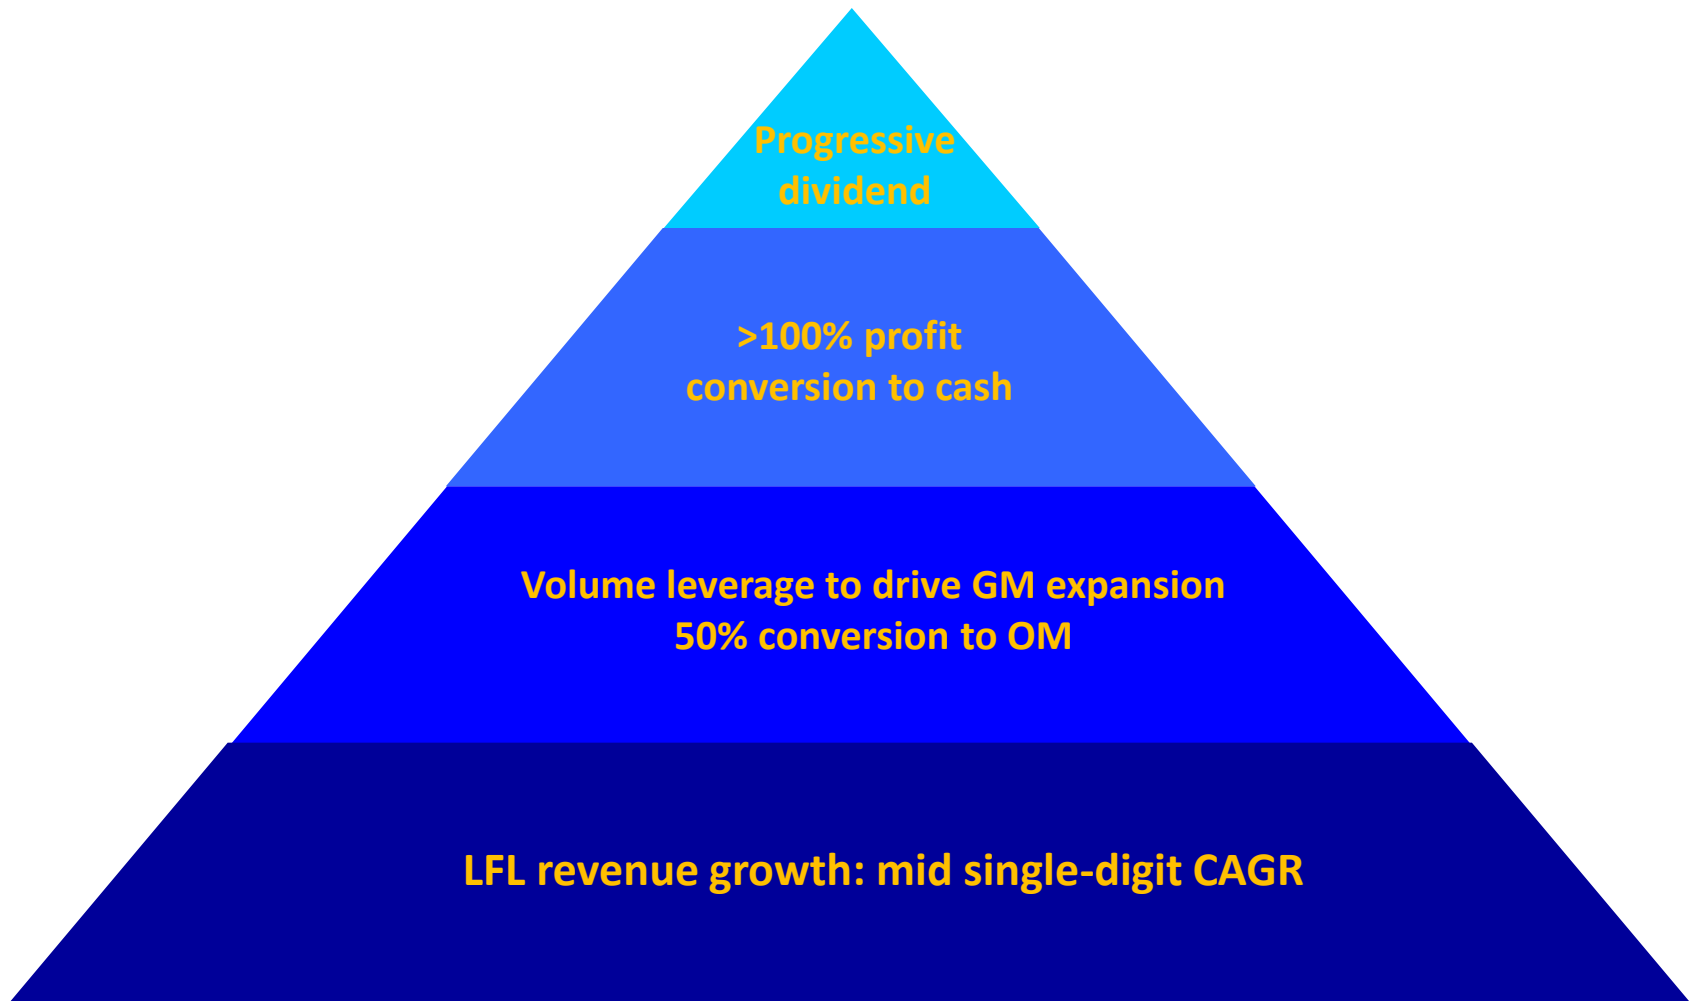 Progressive
dividend
>100% profit
conversion to cash
Volume leverage to drive GM expansion
50% conversion to OM
LFL revenue growth: mid single-digit CAGR